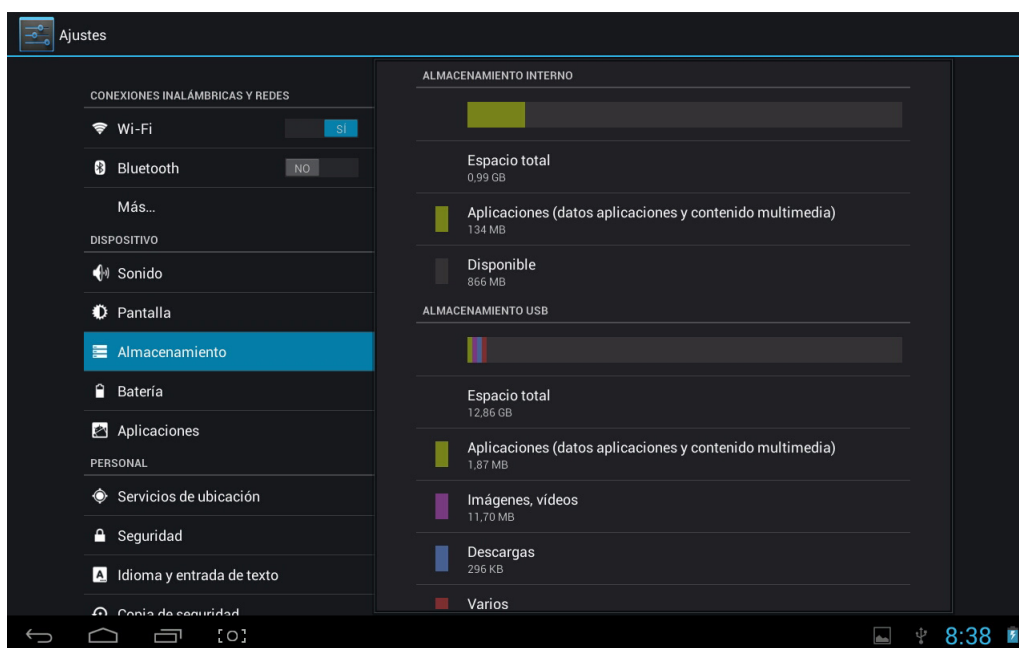 Ajustes
CONEXIONES INALÁMBRICAS Y REDES
Wi-Fi
SÍ
Bluetooth
NO
Más...
DISPOSITIVO
Sonido
Pantalla
Almacenamiento
Batería
Aplicaciones
PERSONAL
Servicios de ubicación
Seguridad
Idioma y entrada de texto
Copia de seguridad
ALMACENAMIENTO INTERNO
Espacio total
0,99 GB
Aplicaciones (datos aplicaciones y contenido multimedia)
134 MB
Disponible
866 MB
ALMACENAMIENTO USB
Espacio total
12,86 GB
Aplicaciones (datos aplicaciones y contenido multimedia)
1,87 MB
Imágenes, vídeos
11,70 MB
Descargas
296 KB
Varios
8:38